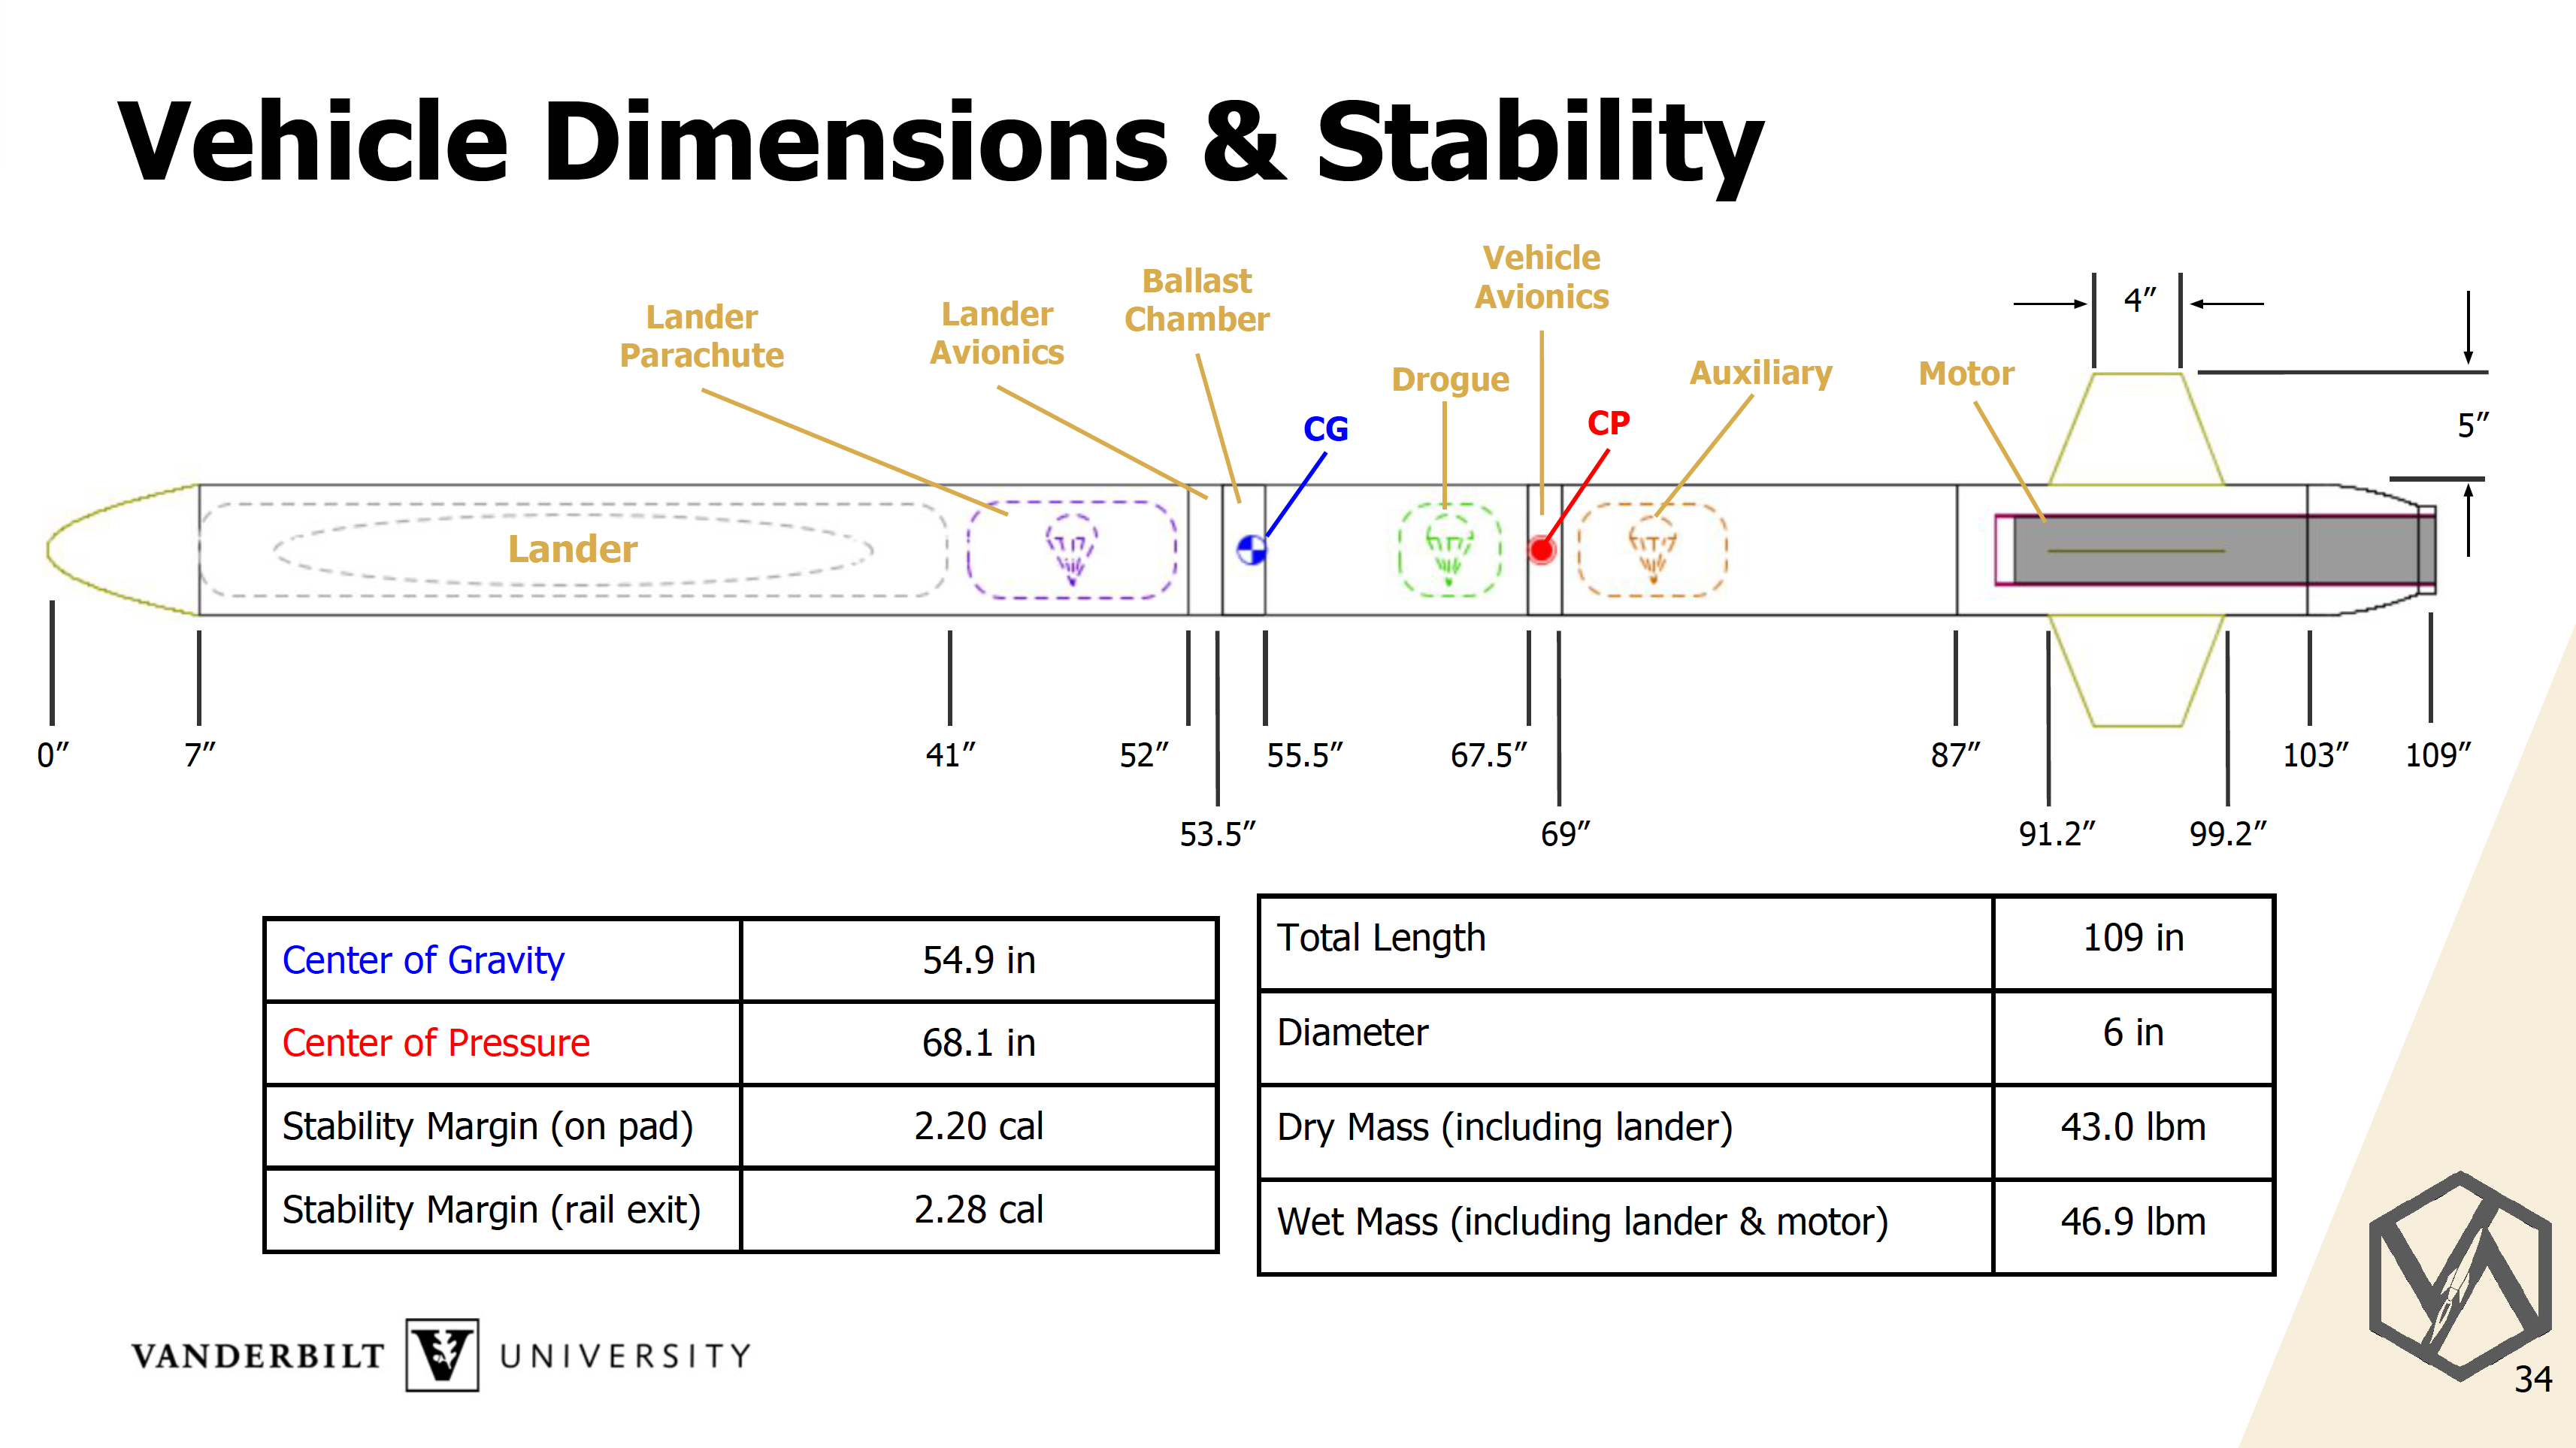 Vehicle Dimensions & Stability
Lander
Parachute
Lander
Avionics
Ballast
Chamber
CG
Drogue
Vehicle
Avionics
CP
Auxiliary
Motor
4”
5”
Lander
0”
7”
41”
52”
53.5”
55.5”
67.5”
69”
87”
91.2”
99.2”
103”
109”
Center of Gravity 54.9 in
Center of Pressure 68.1 in
Stability Margin (on pad) 2.20 cal
Stability Margin (rail exit) 2.28 cal
Total Length 109 in
Diameter 6 in
Dry Mass (including lander) 43.0 lbm
Wet Mass (including lander & motor) 46.9 lbm
VANDERBILT V UNIVERSITY
34